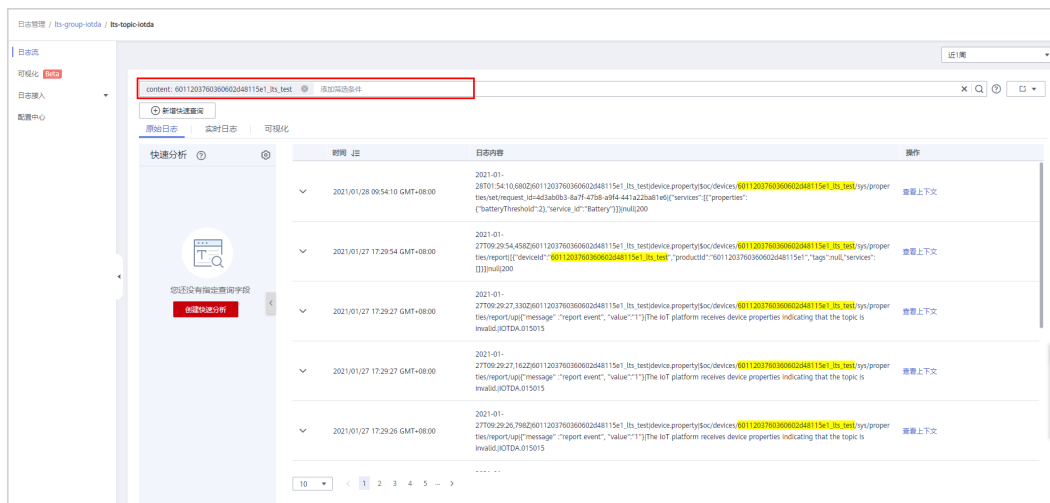 日志管理 / lts-group-iotda / lts-topic-iotda
日志流
可视化 Beta
日志接入
配置中心
近1周
content: 6011203760360602d48115e1_lts_test 添加筛选条件
新增快速查询
原始日志 实时日志 可视化
快速分析
您还没有指定查询字段
创建快速分析
时间 日志内容 操作
2021-01-
28T01:54:10,680Z|6011203760360602d48115e1_lts_test|device.property|$oc/devices/6011203760360602d48115e1_lts_test/sys/proper
2021/01/28 09:54:10 GMT+08:00 查看上下文
ties/set/request_id=4d3ab0b3-8a7f-47b8-a9f4-441a22ba81e6|{"services":[{"properties":
{"batteryThreshold":2},"service_id":"Battery"}]}|null|200
2021-01-
27T09:29:54,458Z|6011203760360602d48115e1_lts_test|device.property|$oc/devices/6011203760360602d48115e1_lts_test/sys/proper
2021/01/27 17:29:54 GMT+08:00 查看上下文
ties/report|[{"deviceId":"6011203760360602d48115e1_lts_test","productId":"6011203760360602d48115e1","tags":null,"services":
[]}]|null|200
2021-01-
27T09:29:27,330Z|6011203760360602d48115e1_lts_test|device.property|$oc/devices/6011203760360602d48115e1_lts_test/sys/proper
2021/01/27 17:29:27 GMT+08:00 查看上下文
ties/report/up|{"message" :"report event", "value":"1"}|The IoT platform receives device properties indicating that the topic is
invalid.|IOTDA.015015
2021-01-
27T09:29:27,162Z|6011203760360602d48115e1_lts_test|device.property|$oc/devices/6011203760360602d48115e1_lts_test/sys/proper
2021/01/27 17:29:27 GMT+08:00 查看上下文
ties/report/up|{"message" :"report event", "value":"1"}|The IoT platform receives device properties indicating that the topic is
invalid.|IOTDA.015015
2021-01-
27T09:29:26,798Z|6011203760360602d48115e1_lts_test|device.property|$oc/devices/6011203760360602d48115e1_lts_test/sys/proper
2021/01/27 17:29:26 GMT+08:00 查看上下文
ties/report/up|{"message" :"report event", "value":"1"}|The IoT platform receives device properties indicating that the topic is
invalid.|IOTDA.015015
10 < 1 2 3 4 5 ... >